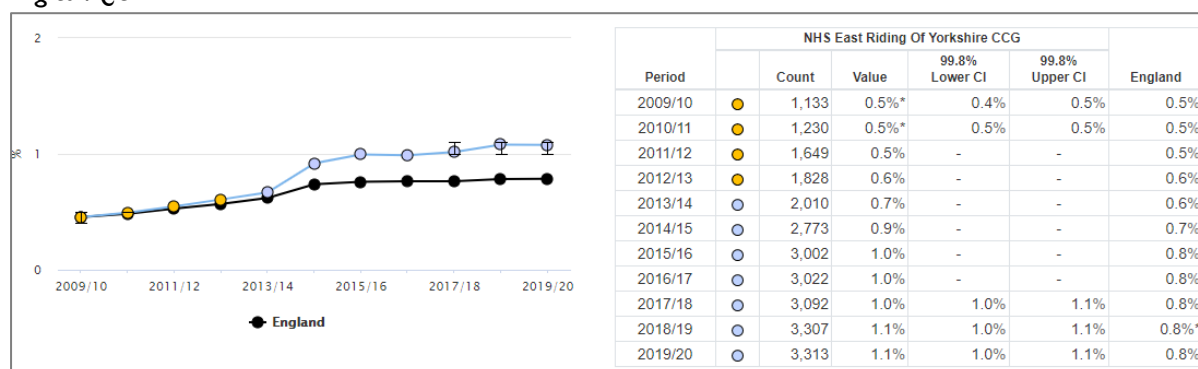 2
1
0
%
2009/10 2011/12 2013/14 2015/16 2017/18 2019/20
England
NHS East Riding Of Yorkshire CCG
Period Count Value 99.8% Lower CI 99.8% Upper CI England
2009/10 1,133 0.5%* 0.4% 0.5% 0.5%
2010/11 1,230 0.5%* 0.5% 0.5% 0.5%
2011/12 1,649 0.5% - - 0.5%
2012/13 1,828 0.6% - - 0.6%
2013/14 2,010 0.7% - - 0.6%
2014/15 2,773 0.9% - - 0.7%
2015/16 3,002 1.0% - - 0.8%
2016/17 3,022 1.0% - - 0.8%
2017/18 3,092 1.0% 1.0% 1.1% 0.8%
2018/19 3,307 1.1% 1.0% 1.1% 0.8%*
2019/20 3,313 1.1% 1.0% 1.1% 0.8%